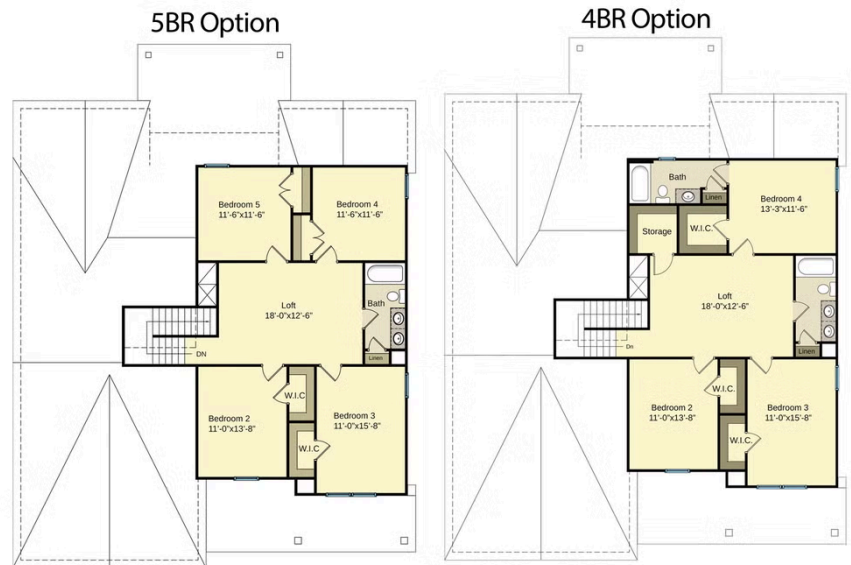 5BR Option
Bedroom 5
11'-6"x11'-6"
Bedroom 4
11'-6"x11'-6"
Loft
18'-0"x12'-6"
Bath
Linen
DN
Bedroom 2
11'-0"x13'-8"
W.I.C
Bedroom 3
11'-0"x15'-8"
W.I.C
4BR Option
Bath
Linen
Bedroom 4
13'-3"x11'-6"
Storage
W.I.C.
Loft
18'-0"x12'-6"
Dn
Linen
Bedroom 2
11'-0"x13'-8"
W.I.C.
Bedroom 3
11'-0"x15'-8"
W.I.C.